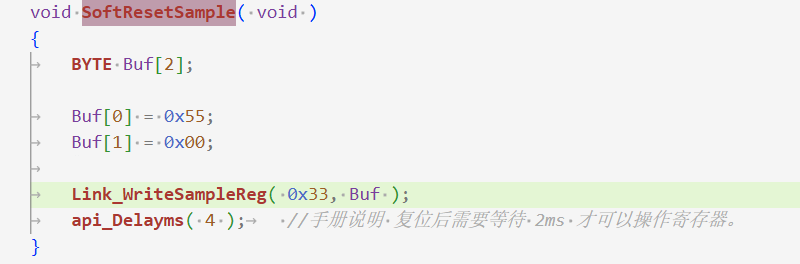 void SoftResetSample( void )
{
BYTE Buf[2];
Buf[0] = 0x55;
Buf[1] = 0x00;
Link_WriteSampleReg( 0x33, Buf );
api_Delayms( 4 ); //手册说明 复位后需要等待 2ms 才可以操作寄存器。
}